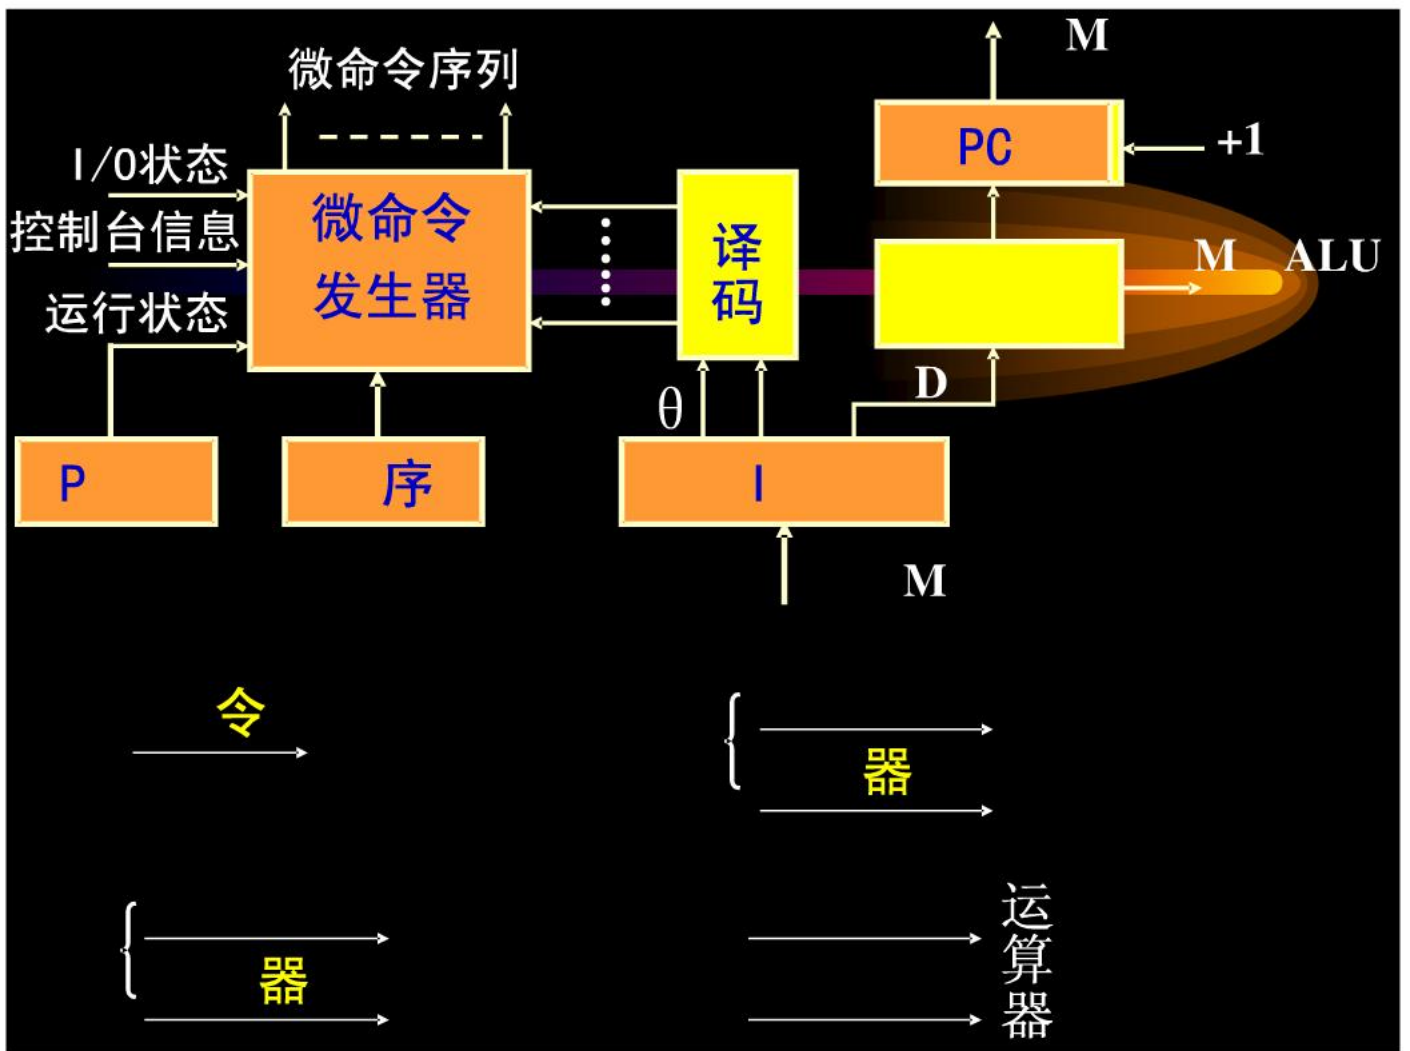 M
微命令序列
PC
+1
I/O状态
控制台信息
运行状态
微命令
发生器
译
码
M
ALU
θ
D
P
序
I
M
令
器
器
运
算
器